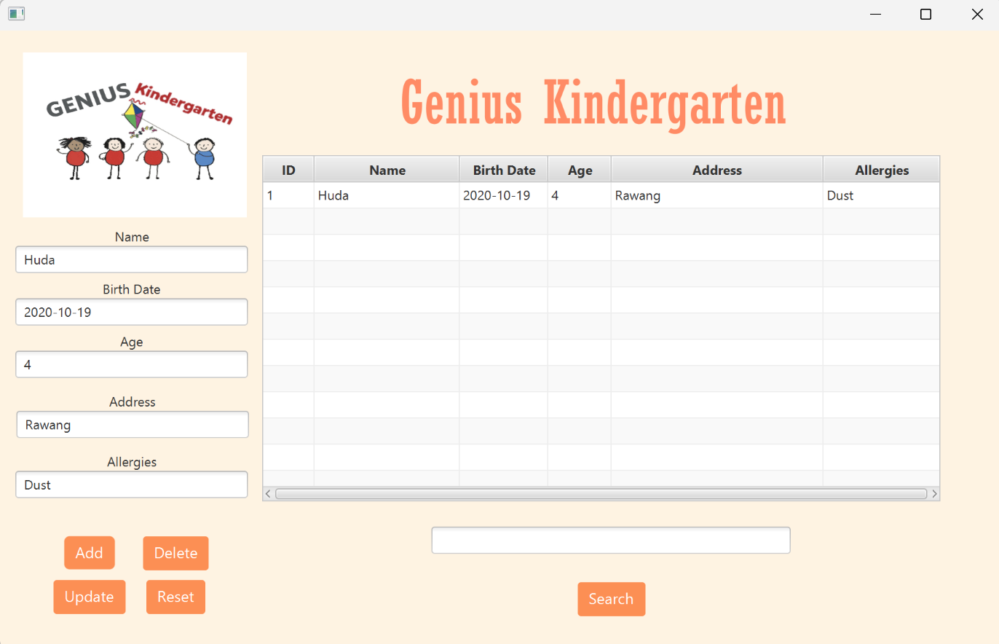 GENIUS Kindergarten
Genius Kindergarten
ID Name Birth Date Age Address Allergies
1 Huda 2020-10-19 4 Rawang Dust
Name
Huda
Birth Date
2020-10-19
Age
4
Address
Rawang
Allergies
Dust
Add Delete
Update Reset
Search